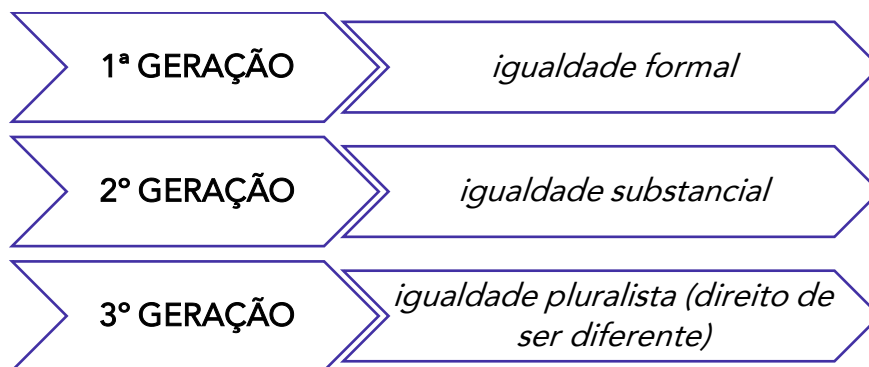 1ª GERAÇÃO
igualdade formal
2º GERAÇÃO
igualdade substancial
3º GERAÇÃO
igualdade pluralista (direito de
ser diferente)